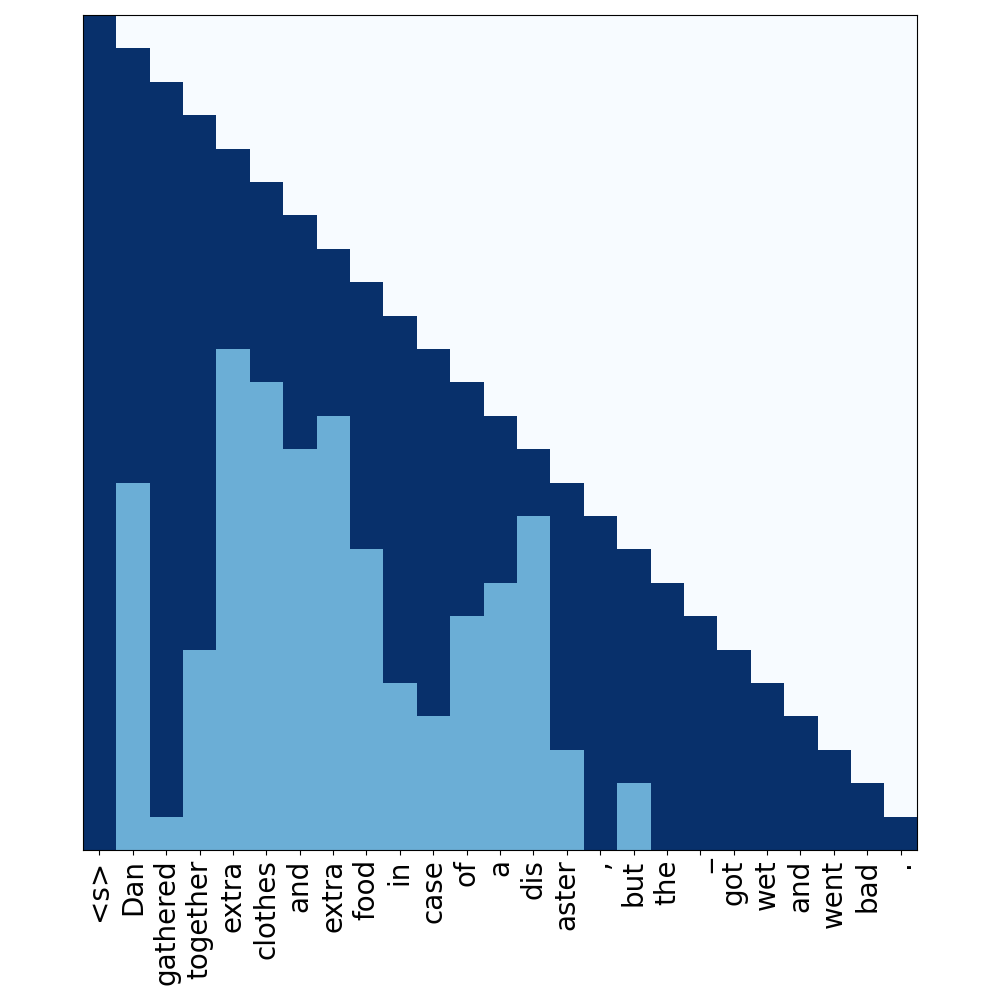 <s> Dan gathered together extra clothes and extra food in case of a dis aster , but the _ got wet and went bad .